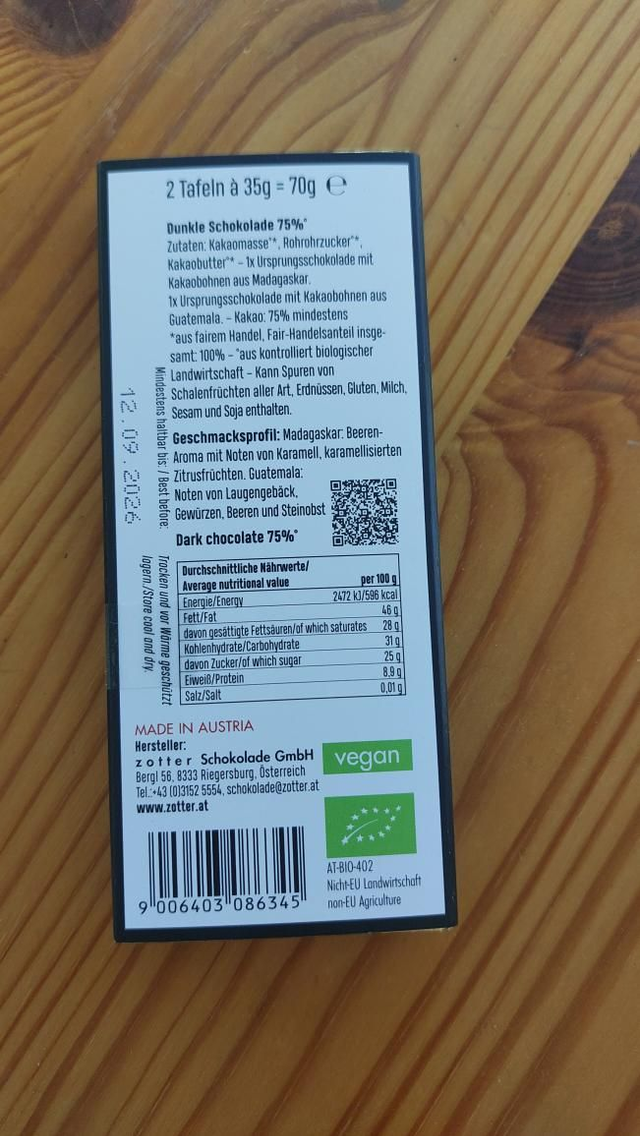 2 Tafeln à 35g = 70g ℮
Dunkle Schokolade 75%°
Zutaten: Kakaomasse°*, Rohrohrzucker°*,
Kakaobutter°* – 1x Ursprungsschokolade mit
Kakaobohnen aus Madagaskar.
1x Ursprungsschokolade mit Kakaobohnen aus
Guatemala. – Kakao: 75% mindestens
*aus fairem Handel, Fair-Handelsanteil insge-
samt: 100% – °aus kontrolliert biologischer
Landwirtschaft – Kann Spuren von
Schalenfrüchten aller Art, Erdnüssen, Gluten, Milch,
Sesam und Soja enthalten.
Geschmacksprofil: Madagaskar: Beeren-
Aroma mit Noten von Karamell, karamellisierten
Zitrusfrüchten. Guatemala:
Noten von Laugengebäck,
Gewürzen, Beeren und Steinobst
Dark chocolate 75%°
Mindestens haltbar bis: / Best before:
12.09.2026
Trocken und vor Wärme geschützt
lagern./Store cool and dry.
Durchschnittliche Nährwerte/
Average nutritional value per 100 g
Energie/Energy 2472 kJ/596 kcal
Fett/Fat 46 g
davon gesättigte Fettsäuren/of which saturates 28 g
Kohlenhydrate/Carbohydrate 31 g
davon Zucker/of which sugar 25 g
Eiweiß/Protein 8,9 g
Salz/Salt 0,01 g
MADE IN AUSTRIA
Hersteller:
zotter Schokolade GmbH
Bergl 56, 8333 Riegersburg, Österreich
Tel.:+43 (0)3152 5554, schokolade@zotter.at
www.zotter.at
vegan
AT-BIO-402
Nicht-EU Landwirtschaft
non-EU Agriculture
9 006403 086345